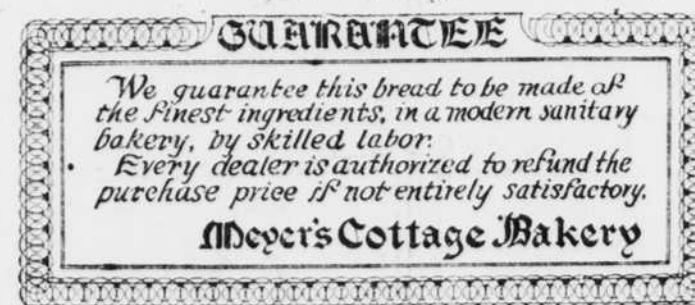 GUARANTEE
We guarantee this bread to be made of
the finest ingredients, in a modern sanitary
bakery, by skilled labor.
Every dealer is authorized to refund the
purchase price if not entirely satisfactory.
Meyer's Cottage Bakery